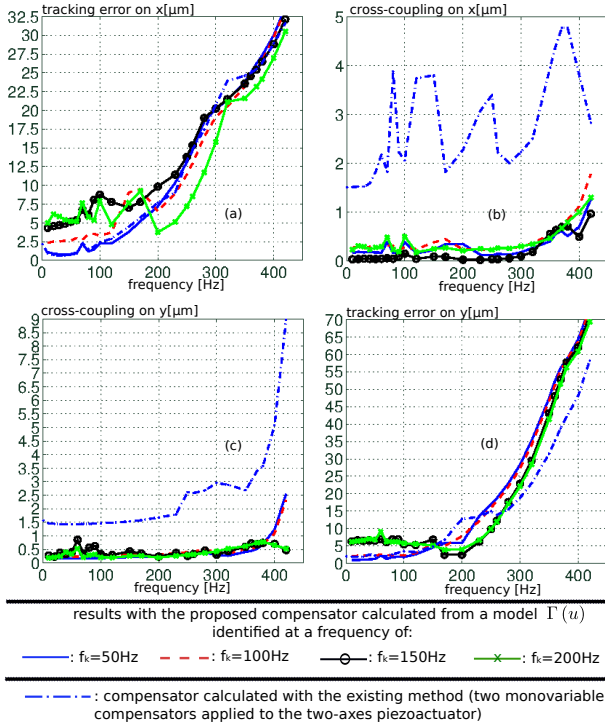 tracking error on x[µm]
32.5
30
27.5
25
22.5
20
17.5
15
12.5
10
7.5
5
2.5
0
(a)
0 100 200 300 400
frequency [Hz]
cross-coupling on x[µm]
5
4
3
2
1
0
(b)
0 100 200 300 400
frequency [Hz]
cross-coupling on y[µm]
9
8.5
8
7.5
7
6.5
6
5.5
5
4.5
4
3.5
3
2.5
2
1.5
1
0.5
0
(c)
0 100 200 300 400
frequency [Hz]
tracking error on y[µm]
70
65
60
55
50
45
40
35
30
25
20
15
10
5
0
(d)
0 100 200 300 400
frequency [Hz]
results with the proposed compensator calculated from a model Γ(u)
identified at a frequency of:
: fₖ=50Hz : fₖ=100Hz : fₖ=150Hz : fₖ=200Hz
: compensator calculated with the existing method (two monovariable
compensators applied to the two-axes piezoactuator)